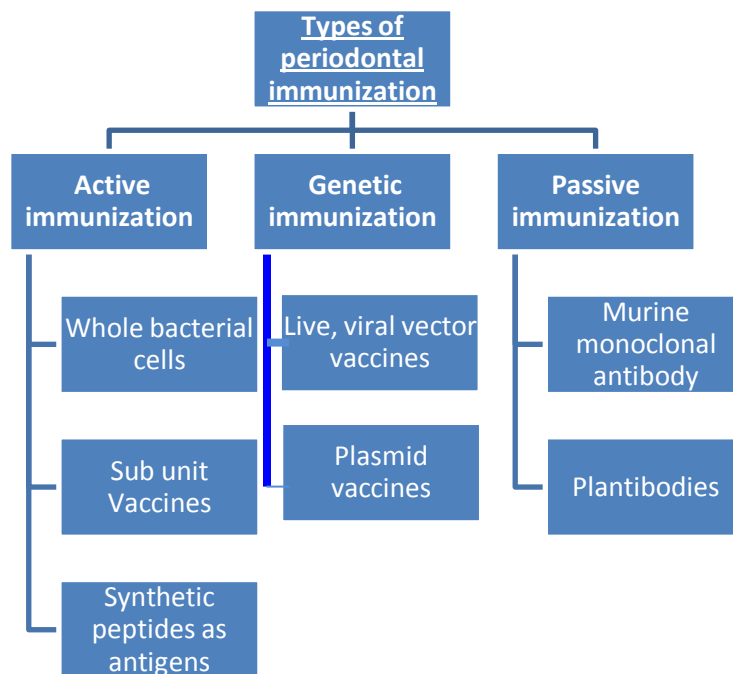 Types of
periodontal
immunization
Active
immunization
Whole bacterial
cells
Sub unit
Vaccines
Synthetic
peptides as
antigens
Genetic
immunization
Live, viral vector
vaccines
Plasmid
vaccines
Passive
immunization
Murine
monoclonal
antibody
Plantibodies